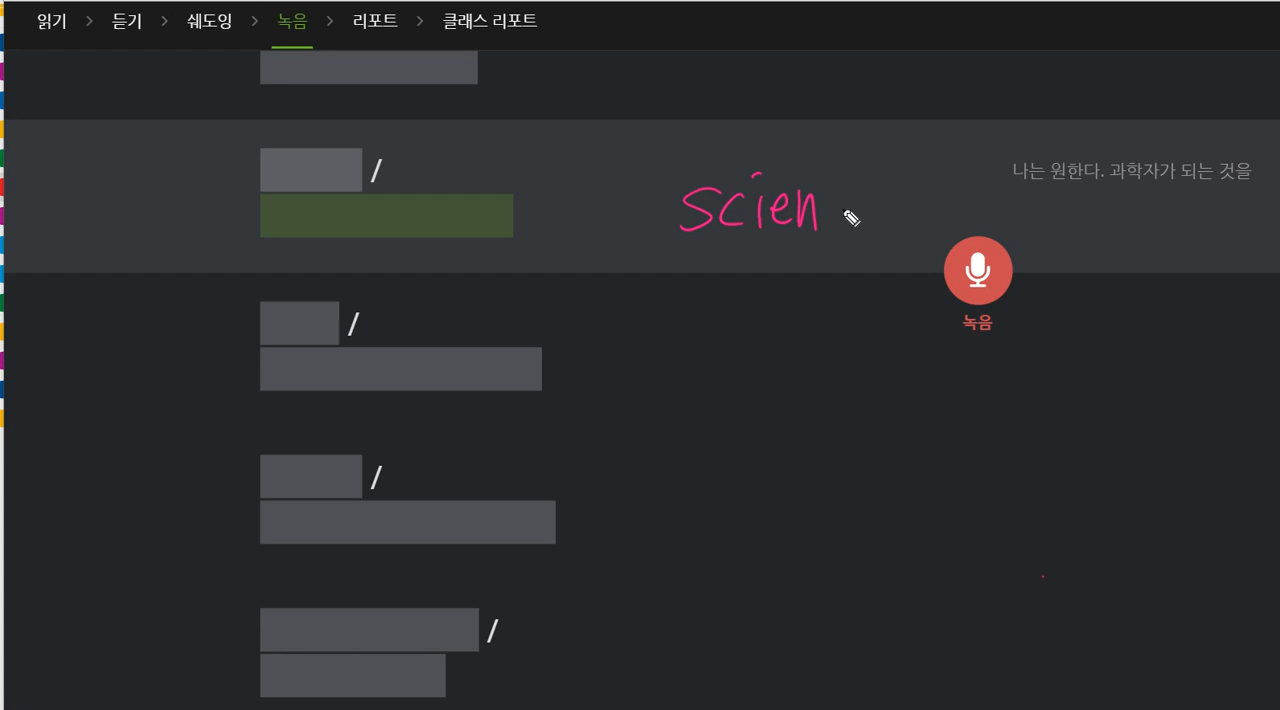 읽기 > 듣기 > 쉐도잉 > 녹음 > 리포트 > 클래스 리포트
/
나는 원한다. 과학자가 되는 것을
scien
녹음
/
/
/